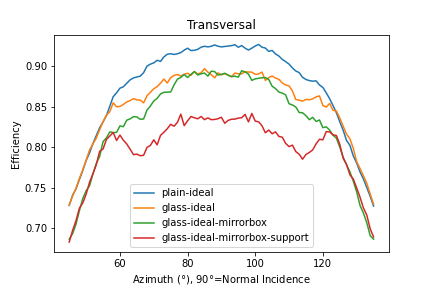 Transversal
Efficiency
0.90
0.85
0.80
0.75
0.70
plain-ideal
glass-ideal
glass-ideal-mirrorbox
glass-ideal-mirrorbox-support
60
80
100
120
Azimuth (°), 90°=Normal Incidence